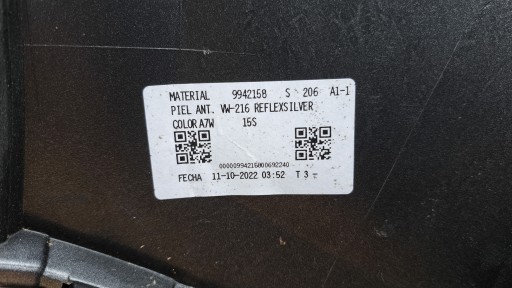 MATERIAL 9942158 S 206 A1-1
PIEL ANT. VW-216 REFLEXSILVER
COLOR A7W 15S
000009942158000692240
FECHA 11-10-2022 03:52 T 3 -